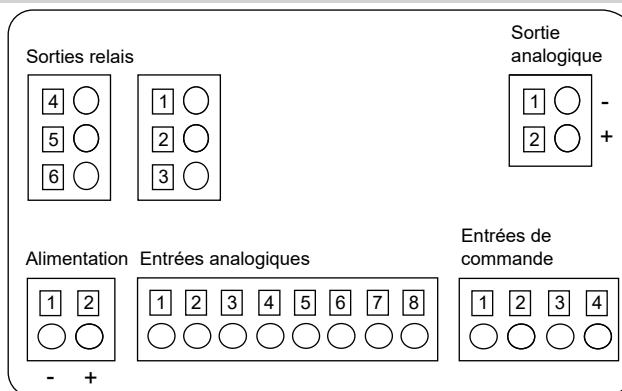 Sortie
analogique
Sorties relais
4 1 1 -
5 2 2 +
6 3
Entrées de
commande
Alimentation Entrées analogiques
1 2 1 2 3 4 5 6 7 8 1 2 3 4
- +